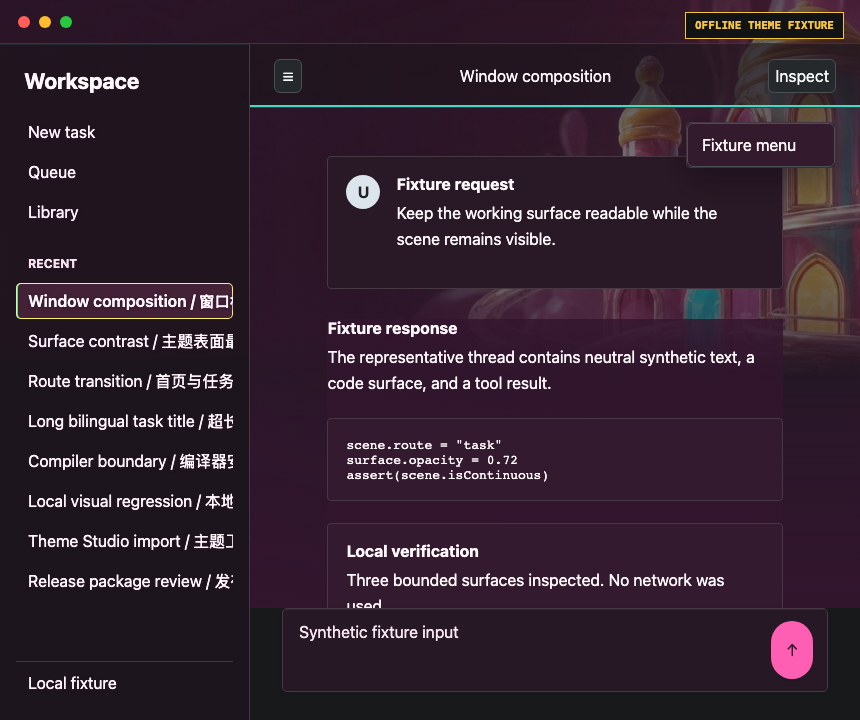 OFFLINE THEME FIXTURE
Workspace
New task
Queue
Library
RECENT
Window composition / 窗口
Surface contrast / 主题表面
Route transition / 首页与任务
Long bilingual task title / 超
Compiler boundary / 编译器
Local visual regression / 本地
Theme Studio import / 主题
Release package review / 发
Local fixture
≡
Window composition
Inspect
Fixture menu
U
Fixture request
Keep the working surface readable while the
scene remains visible.
Fixture response
The representative thread contains neutral synthetic text, a
code surface, and a tool result.
scene.route = "task"
surface.opacity = 0.72
assert(scene.isContinuous)
Local verification
Three bounded surfaces inspected. No network was
used.
Synthetic fixture input
↑